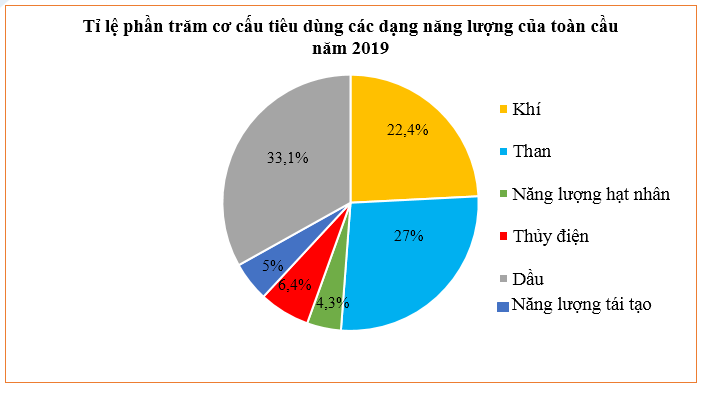 Tỉ lệ phần trăm cơ cấu tiêu dùng các dạng năng lượng của toàn cầu
năm 2019
22,4%
27%
4,3%
6,4%
5%
33,1%
Khí
Than
Năng lượng hạt nhân
Thủy điện
Dầu
Năng lượng tái tạo